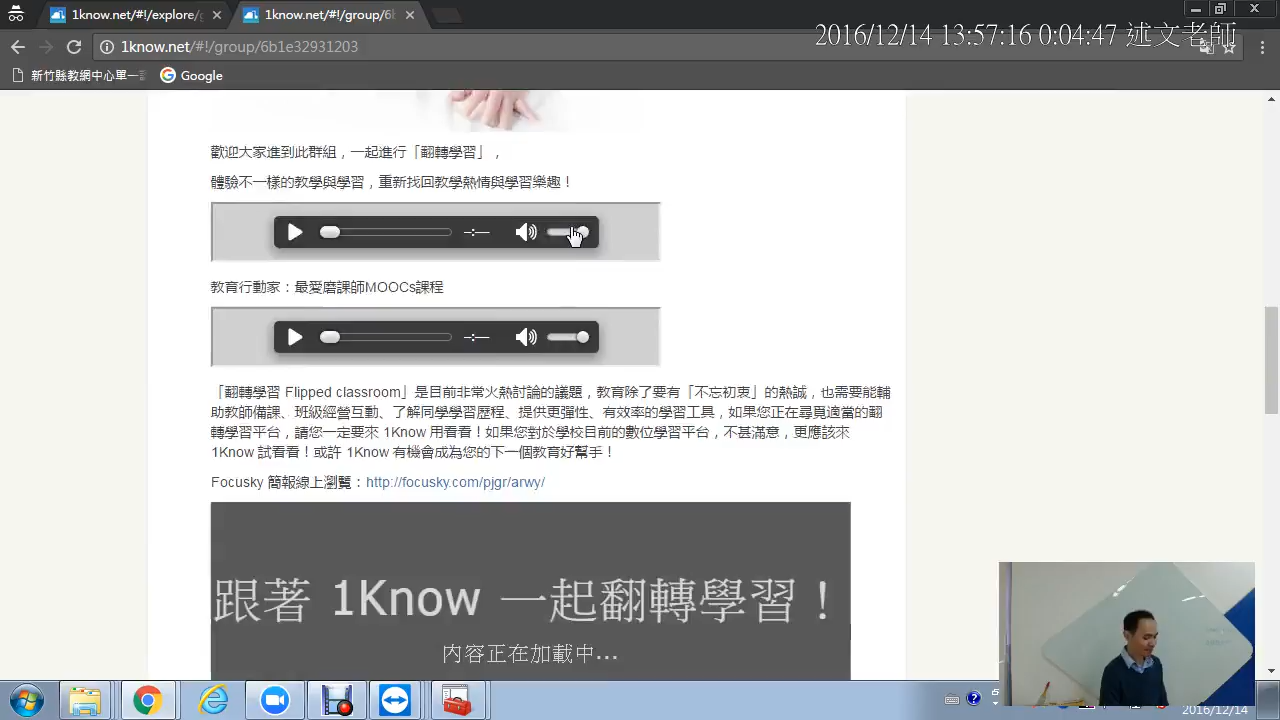 1know.net/#!/explore/g
1know.net/#!/group/6b
2016/12/14 13:57:16 0:04:47 述文老師
1know.net/#!/group/6b1e32931203
新竹縣教網中心單一
Google
歡迎大家進到此群組，一起進行「翻轉學習」，
體驗不一樣的教學與學習，重新找回教學熱情與學習樂趣！
教育行動家：最愛磨課師MOOCs課程
「翻轉學習 Flipped classroom」是目前非常火熱討論的議題，教育除了要有「不忘初衷」的熱誠，也需要能輔
助教師備課、班級經營互動、了解同學學習歷程、提供更強性、有效率的學習工具，如果您正在尋覓適當的翻
轉學習平台，請您一定要來 1Know 用看看！如果您對於學校目前的數位學習平台，不甚滿意，更應該來
1Know 試看看！或許 1Know 有機會成為您的下一個教育好幫手！
Focusky 簡報線上瀏覽：http://focusky.com/pjgr/arwy/
跟著 1Know 一起翻轉學習！
內容正在加載中...
2016/12/14